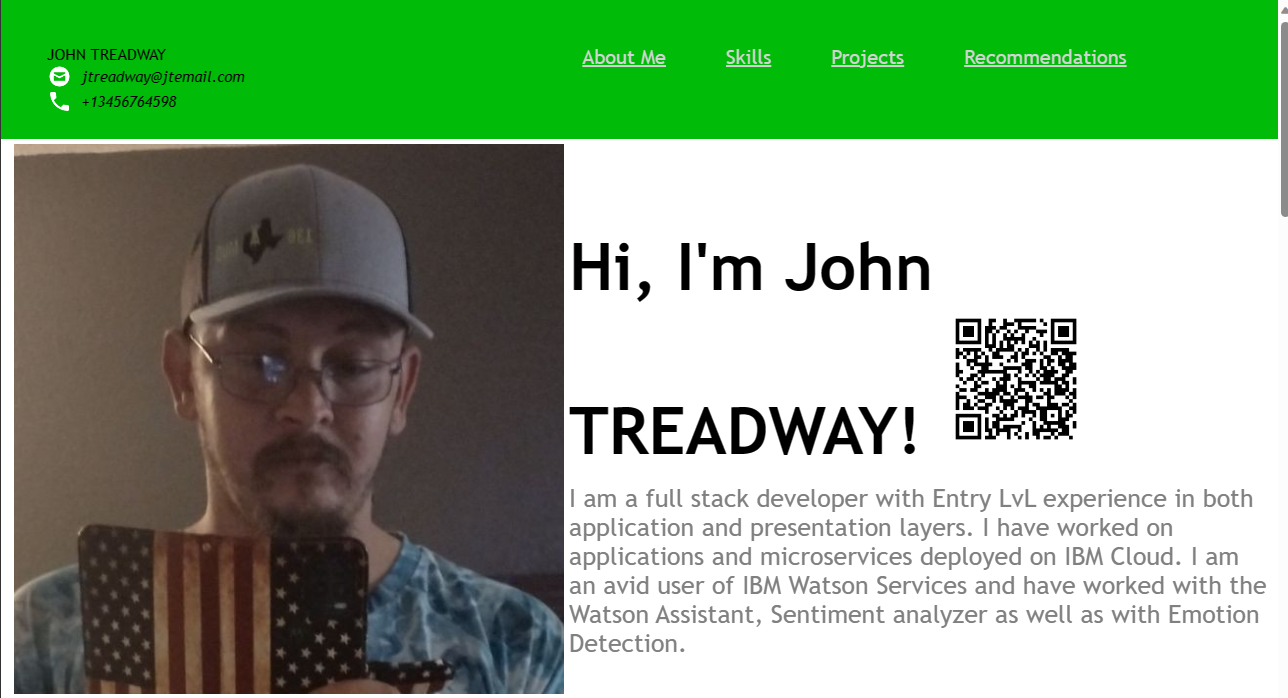 JOHN TREADWAY
jtreadway@jtemail.com
+13456764598
About Me Skills Projects Recommendations
Hi, I'm John
TREADWAY!
I am a full stack developer with Entry LvL experience in both
application and presentation layers. I have worked on
applications and microservices deployed on IBM Cloud. I am
an avid user of IBM Watson Services and have worked with the
Watson Assistant, Sentiment analyzer as well as with Emotion
Detection.